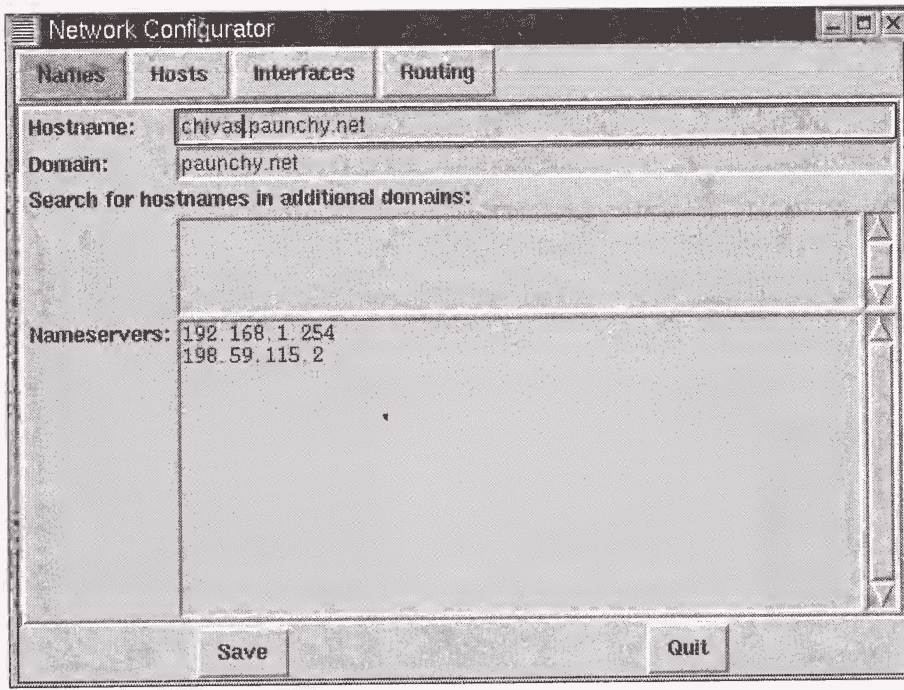 Network Configurator
Names Hosts Interfaces Routing
Hostname: chivas.paunchy.net
Domain: paunchy.net
Search for hostnames in additional domains:
Nameservers: 192.168.1.254
198.59.115.2
Save Quit